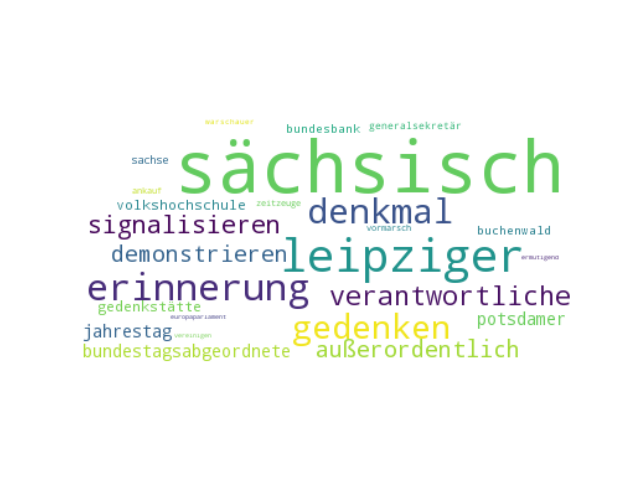 warschauer
bundesbank generalsekretär
sächsisch
sachse
ankauf
volkshochschule zeitzeuge denkmal
signalisieren vormarsch buchenwald
demonstrieren leipziger ermutigend
erinnerung verantwortliche
gedenkstätte
europaparlament gedenken potsdamer
jahrestag vereinigen
bundestagsabgeordnete außerordentlich